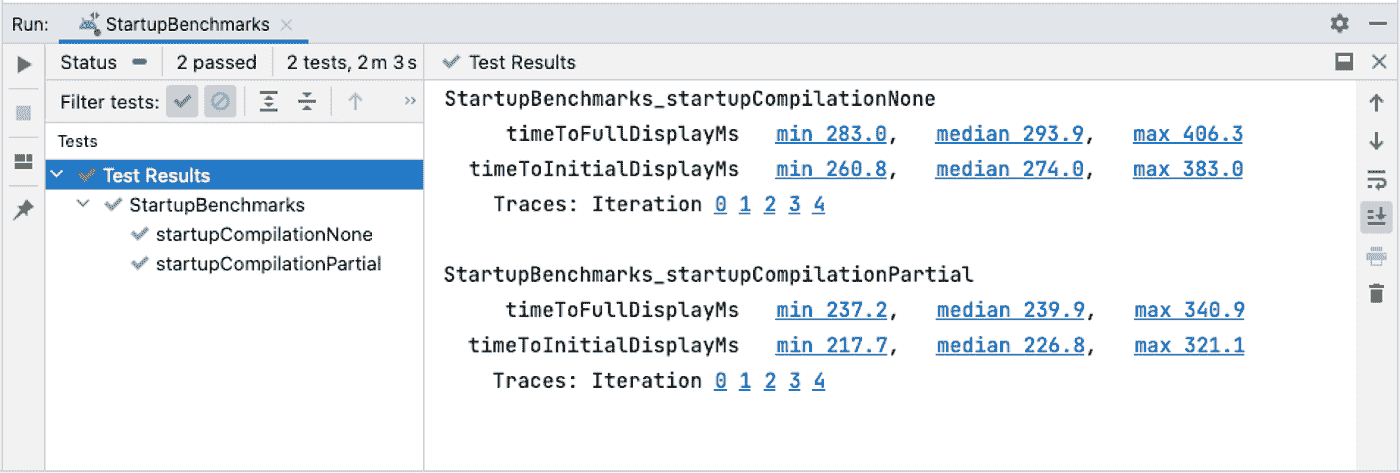 Run: StartupBenchmarks
Status 2 passed 2 tests, 2 m 3 s
Test Results
Filter tests:
Tests
Test Results
StartupBenchmarks
startupCompilationNone
startupCompilationPartial
StartupBenchmarks_startupCompilationNone
timeToFullDisplayMs min 283.0, median 293.9, max 406.3
timeToInitialDisplayMs min 260.8, median 274.0, max 383.0
Traces: Iteration 0 1 2 3 4
StartupBenchmarks_startupCompilationPartial
timeToFullDisplayMs min 237.2, median 239.9, max 340.9
timeToInitialDisplayMs min 217.7, median 226.8, max 321.1
Traces: Iteration 0 1 2 3 4